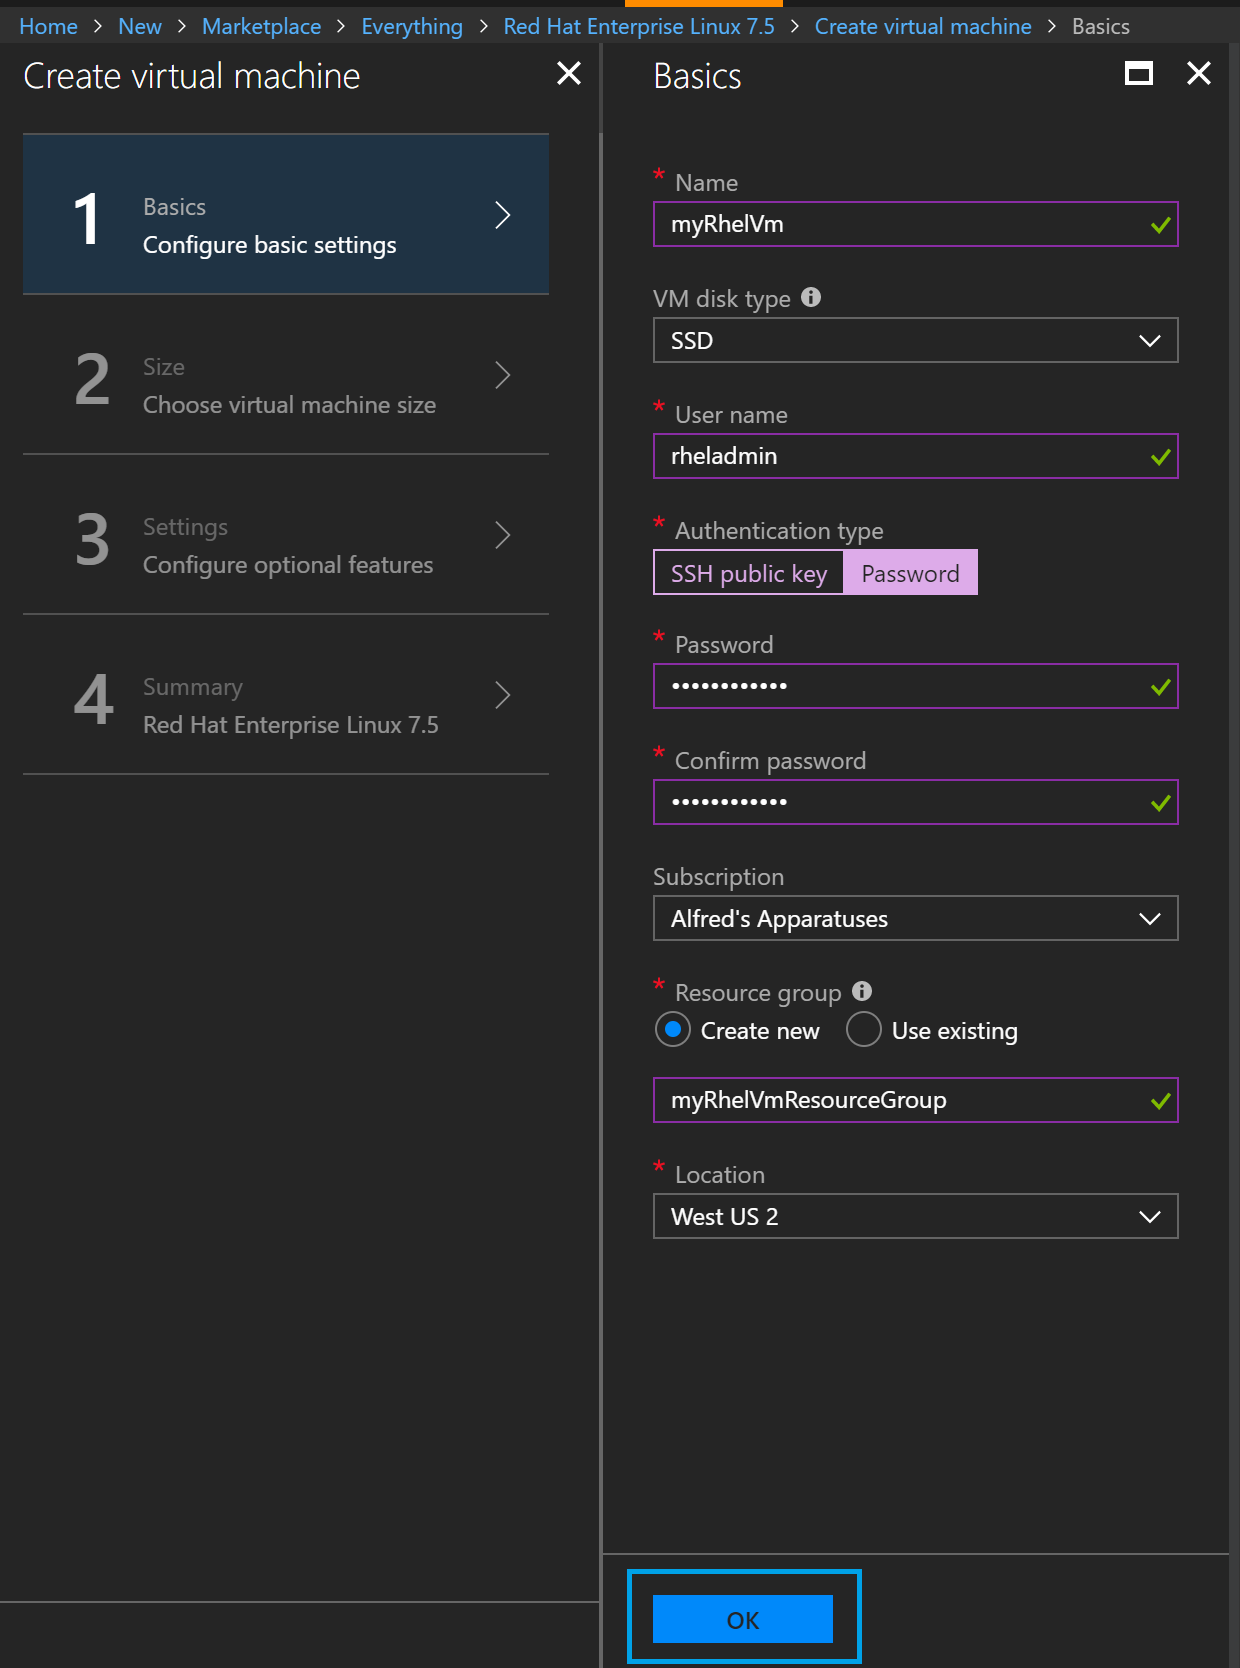 Home > New > Marketplace > Everything > Red Hat Enterprise Linux 7.5 > Create virtual machine > Basics
Create virtual machine
1
Basics
Configure basic settings
2
Size
Choose virtual machine size
3
Settings
Configure optional features
4
Summary
Red Hat Enterprise Linux 7.5
Basics
* Name
myRhelVm
VM disk type
SSD
* User name
rheladmin
* Authentication type
SSH public key Password
* Password
••••••••••••
* Confirm password
••••••••••••
Subscription
Alfred's Apparatuses
* Resource group
Create new Use existing
myRhelVmResourceGroup
* Location
West US 2
OK